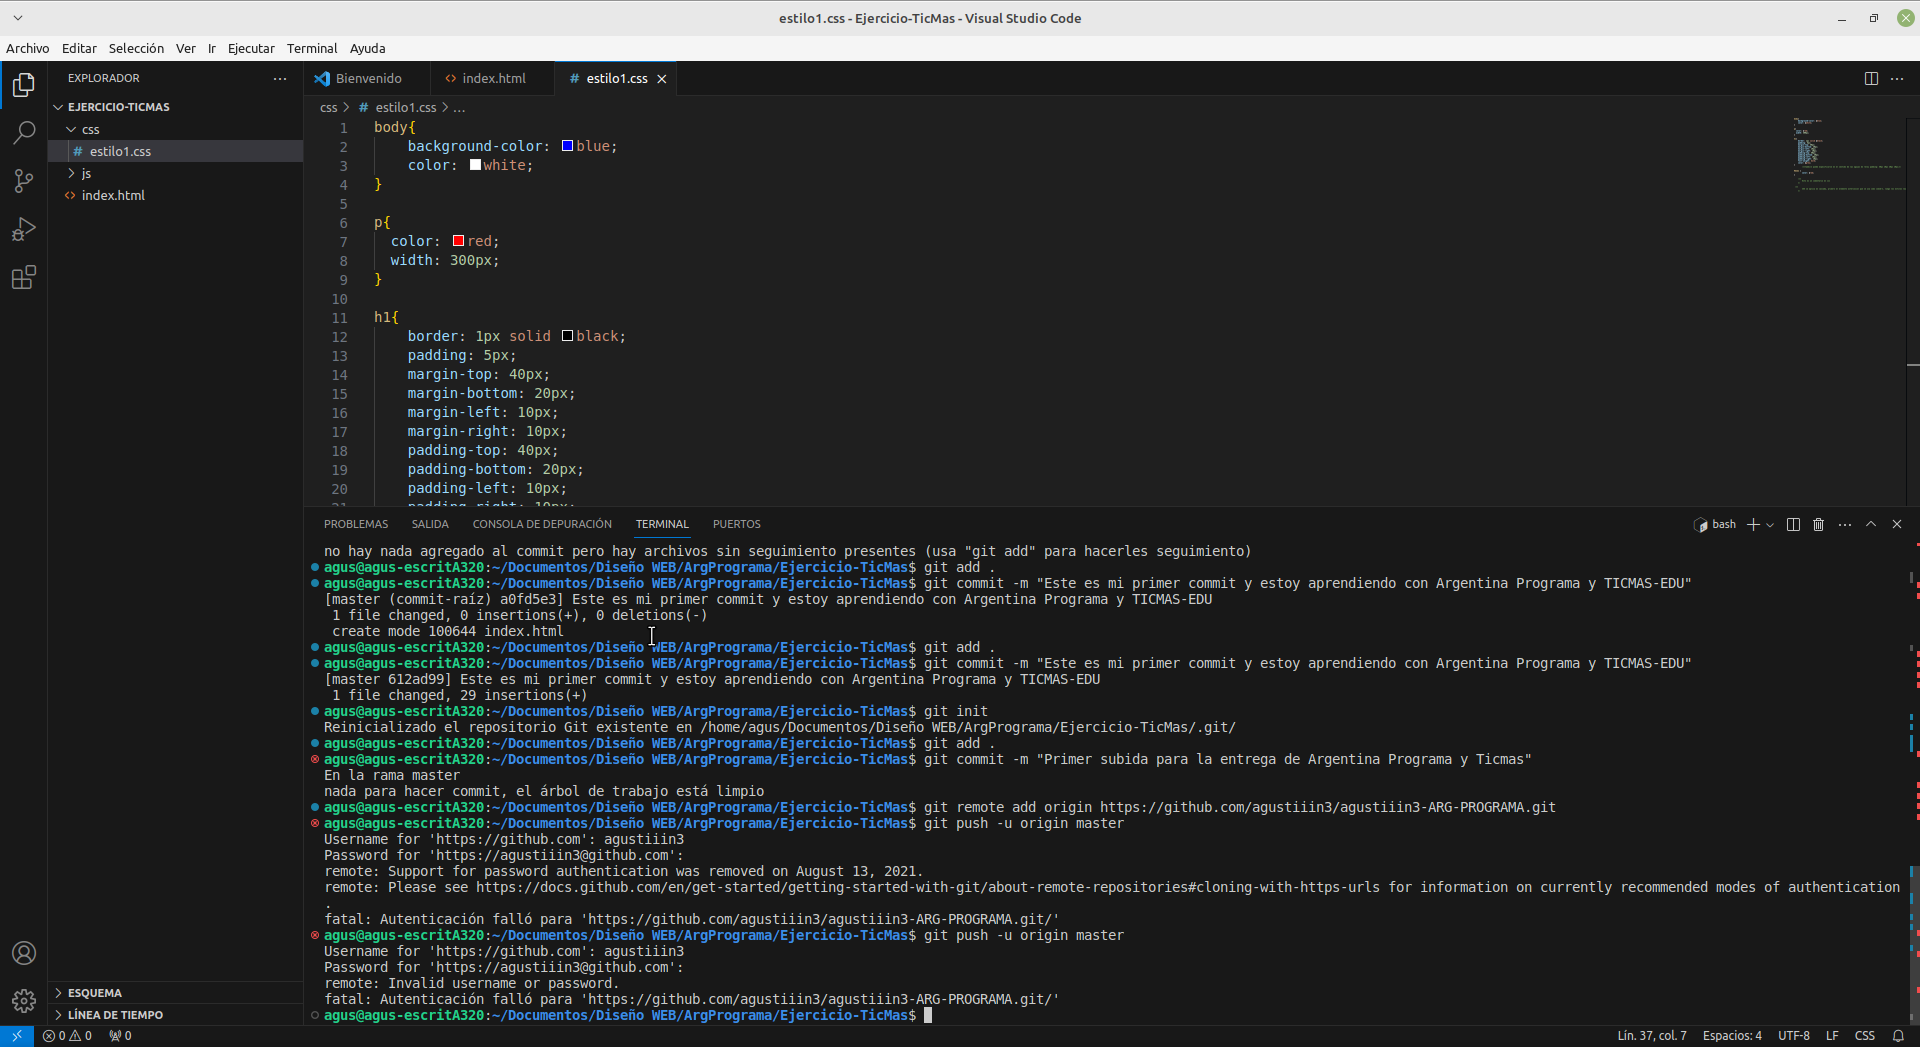 estilo1.css - Ejercicio-TicMas - Visual Studio Code
Archivo Editar Selección Ver Ir Ejecutar Terminal Ayuda
EXPLORADOR
EJERCICIO-TICMAS
css
# estilo1.css
js
<> index.html
ESQUEMA
LÍNEA DE TIEMPO
Bienvenido
<> index.html
# estilo1.css
css > # estilo1.css > ...
1 body{
2 background-color: blue;
3 color: white;
4 }
5
6 p{
7 color: red;
8 width: 300px;
9 }
10
11 h1{
12 border: 1px solid black;
13 padding: 5px;
14 margin-top: 40px;
15 margin-bottom: 20px;
16 margin-left: 10px;
17 margin-right: 10px;
18 padding-top: 40px;
19 padding-bottom: 20px;
20 padding-left: 10px;
21 padding-right: 10px;
PROBLEMAS SALIDA CONSOLA DE DEPURACIÓN TERMINAL PUERTOS
bash
no hay nada agregado al commit pero hay archivos sin seguimiento presentes (usa "git add" para hacerles seguimiento)
agus@agus-escritA320:~/Documentos/Diseño WEB/ArgPrograma/Ejercicio-TicMas$ git add .
agus@agus-escritA320:~/Documentos/Diseño WEB/ArgPrograma/Ejercicio-TicMas$ git commit -m "Este es mi primer commit y estoy aprendiendo con Argentina Programa y TICMAS-EDU"
[master (commit-raíz) a0fd5e3] Este es mi primer commit y estoy aprendiendo con Argentina Programa y TICMAS-EDU
1 file changed, 0 insertions(+), 0 deletions(-)
create mode 100644 index.html
agus@agus-escritA320:~/Documentos/Diseño WEB/ArgPrograma/Ejercicio-TicMas$ git add .
agus@agus-escritA320:~/Documentos/Diseño WEB/ArgPrograma/Ejercicio-TicMas$ git commit -m "Este es mi primer commit y estoy aprendiendo con Argentina Programa y TICMAS-EDU"
[master 612ad99] Este es mi primer commit y estoy aprendiendo con Argentina Programa y TICMAS-EDU
1 file changed, 29 insertions(+)
agus@agus-escritA320:~/Documentos/Diseño WEB/ArgPrograma/Ejercicio-TicMas$ git init
Reinicializado el repositorio Git existente en /home/agus/Documentos/Diseño WEB/ArgPrograma/Ejercicio-TicMas/.git/
agus@agus-escritA320:~/Documentos/Diseño WEB/ArgPrograma/Ejercicio-TicMas$ git add .
agus@agus-escritA320:~/Documentos/Diseño WEB/ArgPrograma/Ejercicio-TicMas$ git commit -m "Primer subida para la entrega de Argentina Programa y Ticmas"
En la rama master
nada para hacer commit, el árbol de trabajo está limpio
agus@agus-escritA320:~/Documentos/Diseño WEB/ArgPrograma/Ejercicio-TicMas$ git remote add origin https://github.com/agustiiin3/agustiiin3-ARG-PROGRAMA.git
agus@agus-escritA320:~/Documentos/Diseño WEB/ArgPrograma/Ejercicio-TicMas$ git push -u origin master
Username for 'https://github.com': agustiiin3
Password for 'https://agustiiin3@github.com':
remote: Support for password authentication was removed on August 13, 2021.
remote: Please see https://docs.github.com/en/get-started/getting-started-with-git/about-remote-repositories#cloning-with-https-urls for information on currently recommended modes of authentication
.
fatal: Autenticación falló para 'https://github.com/agustiiin3/agustiiin3-ARG-PROGRAMA.git/'
agus@agus-escritA320:~/Documentos/Diseño WEB/ArgPrograma/Ejercicio-TicMas$ git push -u origin master
Username for 'https://github.com': agustiiin3
Password for 'https://agustiiin3@github.com':
remote: Invalid username or password.
fatal: Autenticación falló para 'https://github.com/agustiiin3/agustiiin3-ARG-PROGRAMA.git/'
agus@agus-escritA320:~/Documentos/Diseño WEB/ArgPrograma/Ejercicio-TicMas$
0 0 0 Lín. 37, col. 7 Espacios: 4 UTF-8 LF CSS